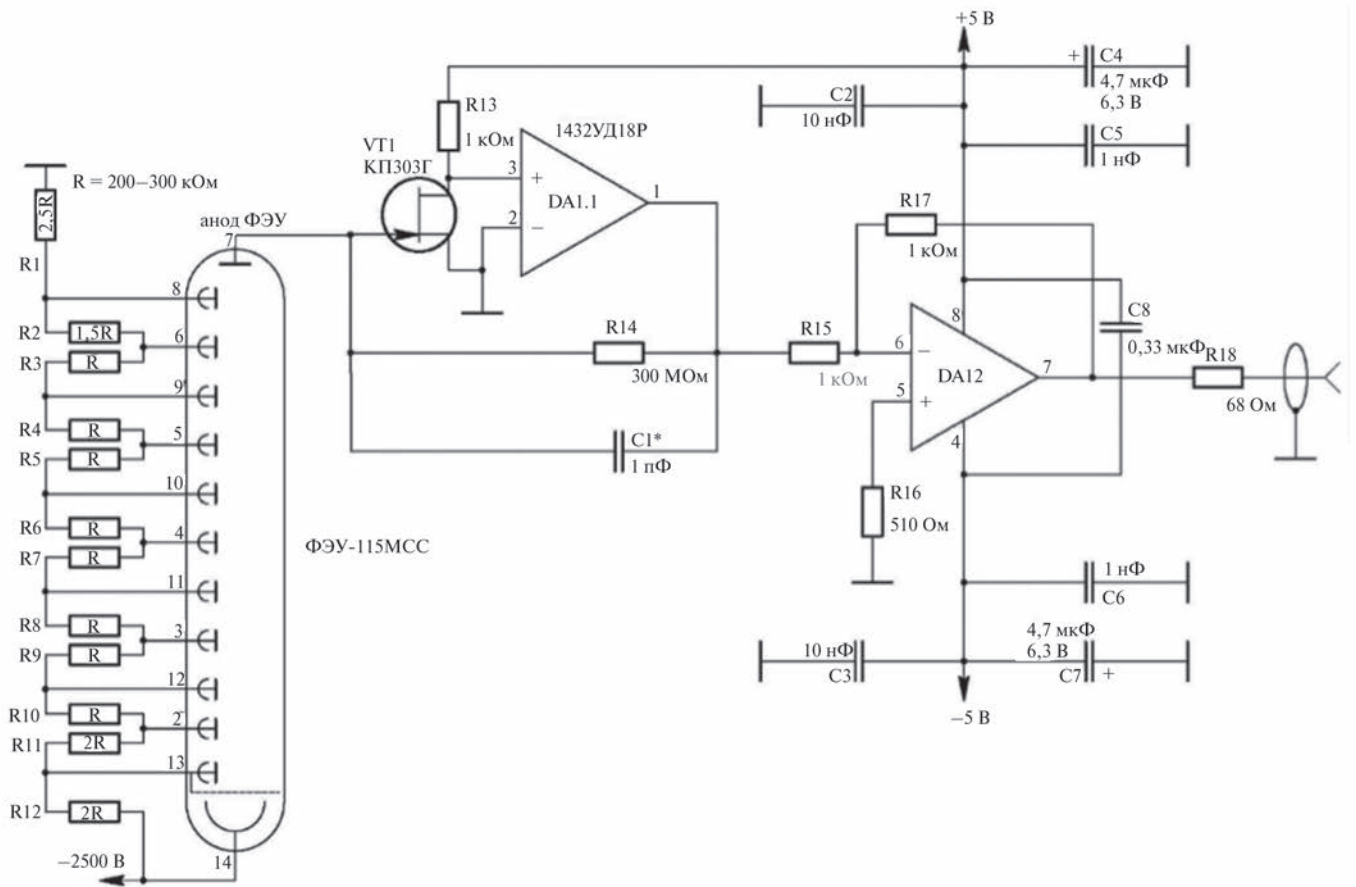 +5 В
+
C4
4,7 мкФ
6,3 В
C2
10 нФ
C5
1 нФ
R13
1 кОм
1432УД18Р
VT1
КП303Г
3
+
DA1.1
1
2
−
R = 200–300 кОм
2.5R
анод ФЭУ
7
R1
8
R2
1,5R
6
R3
R
9
R4
R
5
R5
R
10
R6
R
4
R7
R
11
R8
R
3
R9
R
12
R10
R
2
R11
2R
13
R12
2R
14
−2500 В
ФЭУ-115МСС
R14
300 МОм
C1*
1 пФ
R17
1 кОм
R15
1 кОм
8
6
−
DA12
7
5
+
4
C8
0,33 мкФ
R18
68 Ом
R16
510 Ом
1 нФ
C6
10 нФ
C3
4,7 мкФ
6,3 В
C7
+
−5 В